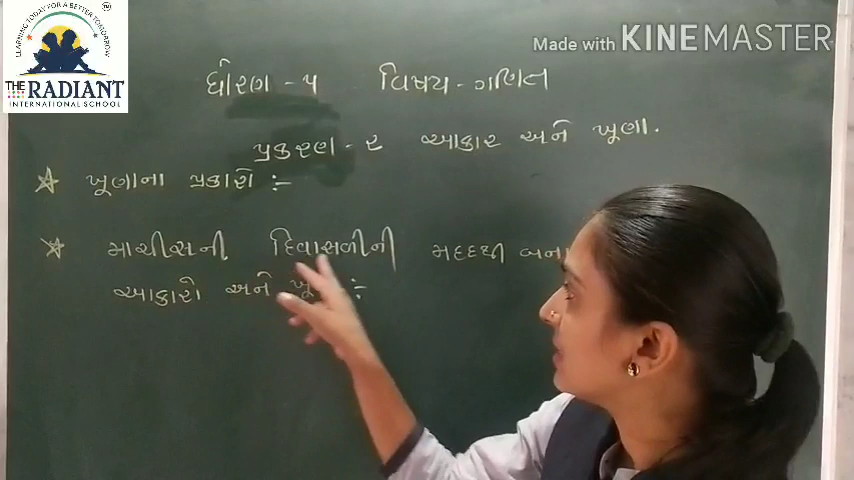 LEARNING TODAY FOR A BETTER TOMORROW
THE RADIANT
INTERNATIONAL SCHOOL
Made with KINEMASTER
ધોરણ - ૫ વિષય - ગણિત
પ્રકરણ - ૨ આકાર અને ખૂણા.
ખૂણાના પ્રકારો :-
માચીસની દિવાસળીની મદદથી
આકારો અને